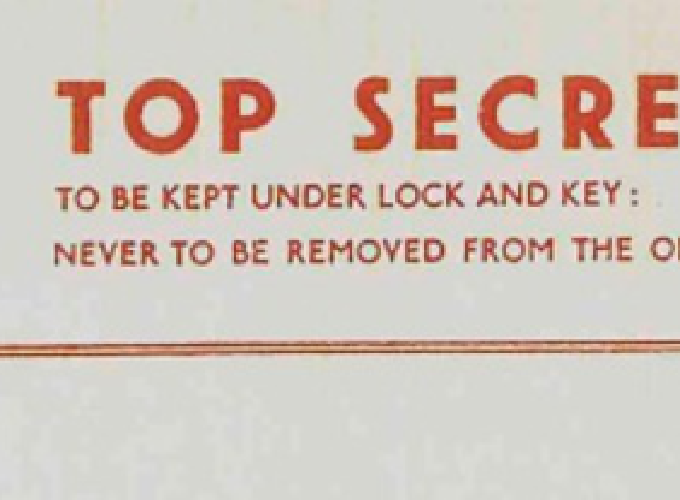 TOP SECRE
TO BE KEPT UNDER LOCK AND KEY:
NEVER TO BE REMOVED FROM THE O